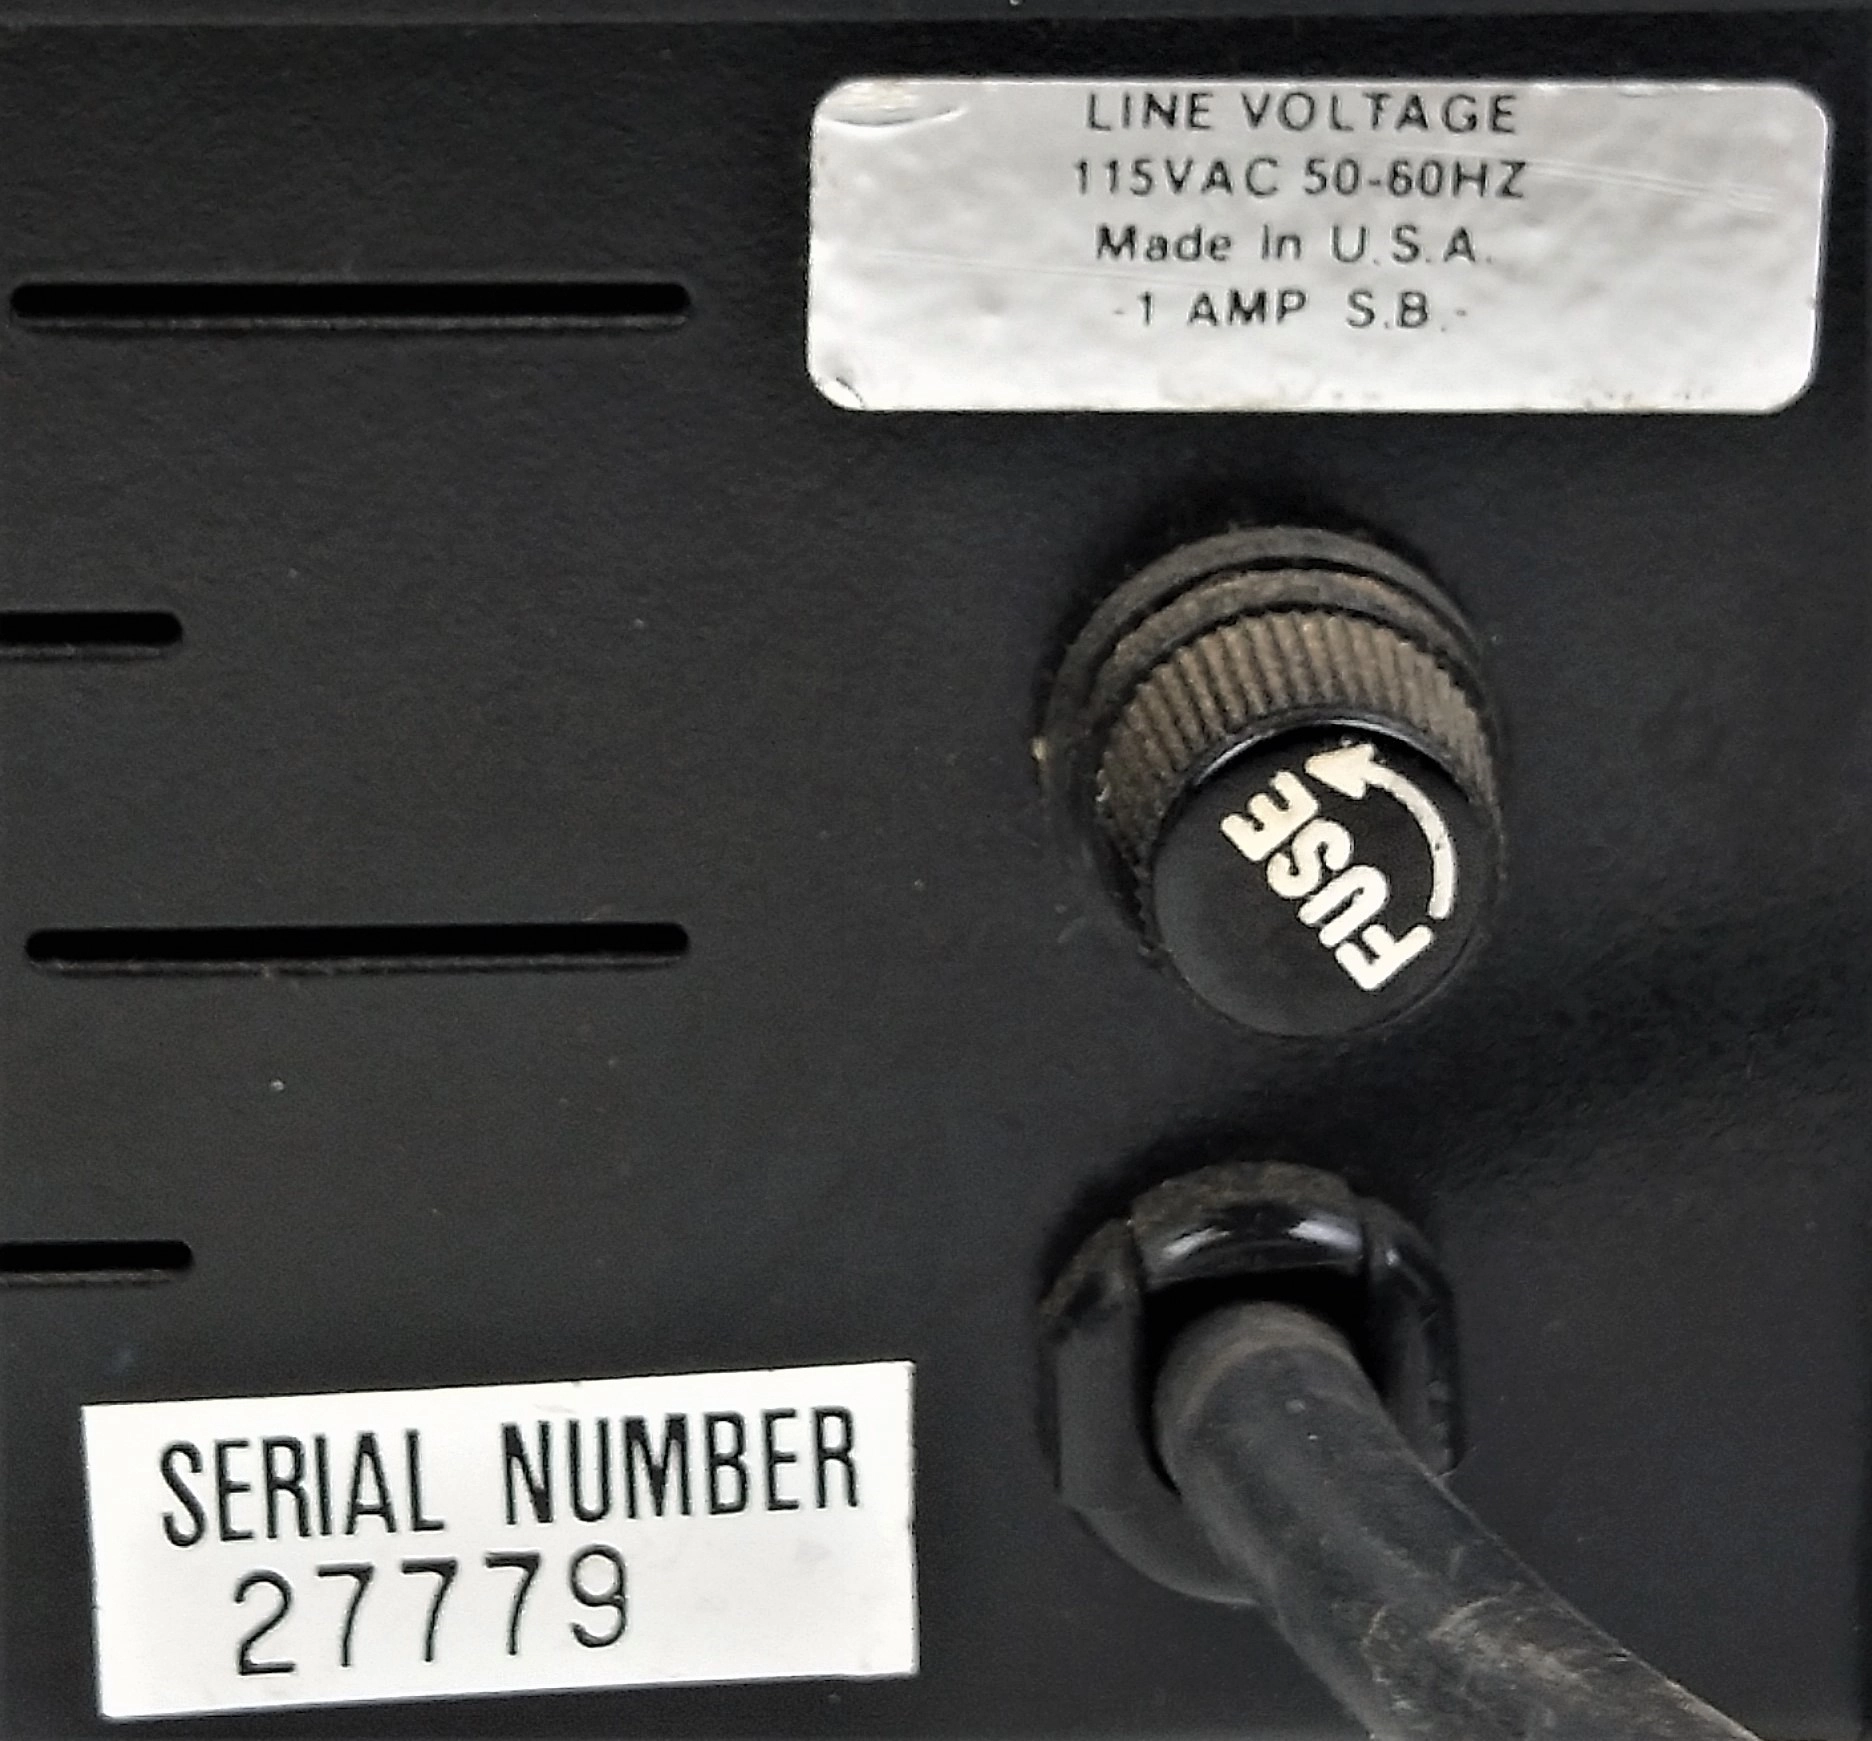 LINE VOLTAGE
115VAC 50-60HZ
Made in U.S.A.
-1 AMP S.B.-
FUSE
SERIAL NUMBER
27779